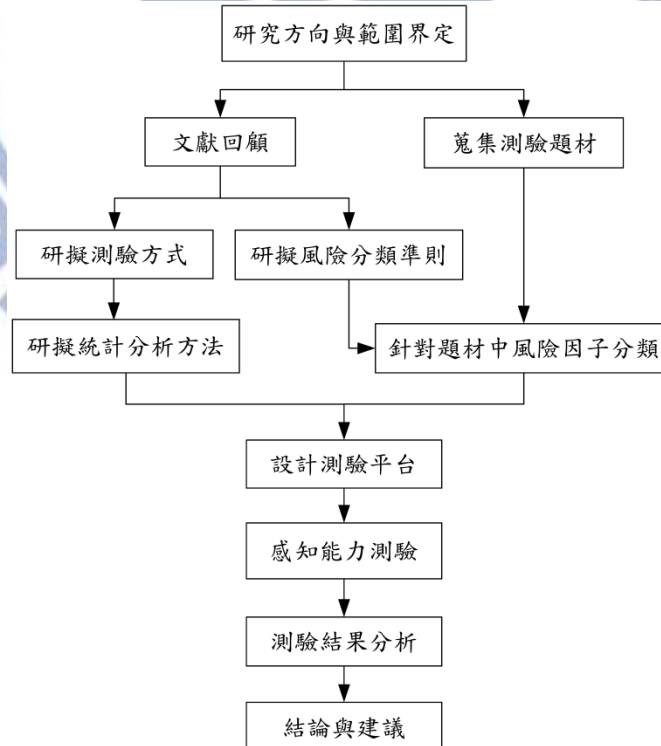 研究方向與範圍界定
文獻回顧
蒐集測驗題材
研擬測驗方式
研擬風險分類準則
研擬統計分析方法
針對題材中風險因子分類
設計測驗平台
感知能力測驗
測驗結果分析
結論與建議